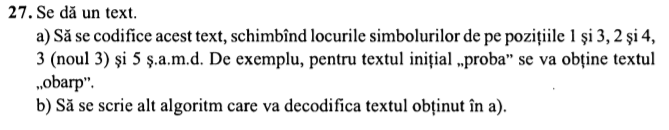 27. Se dă un text.
a) Să se codifice acest text, schimbînd locurile simbolurilor de pe pozițiile 1 și 3, 2 și 4,
3 (noul 3) și 5 ș.a.m.d. De exemplu, pentru textul inițial „proba” se va obține textul
„obarp”.
b) Să se scrie alt algoritm care va decodifica textul obținut în a).